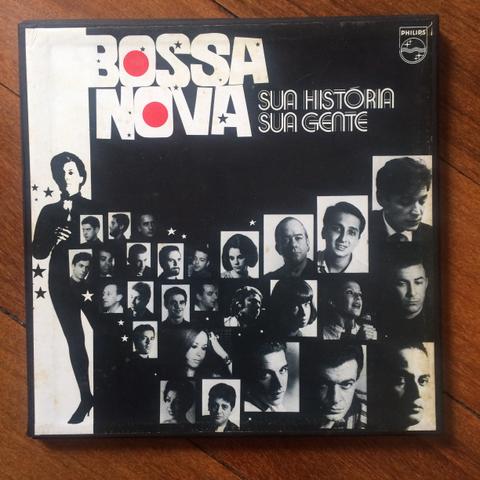 BOSSA
NOVA
SUA HISTÓRIA
SUA GENTE
PHILIPS